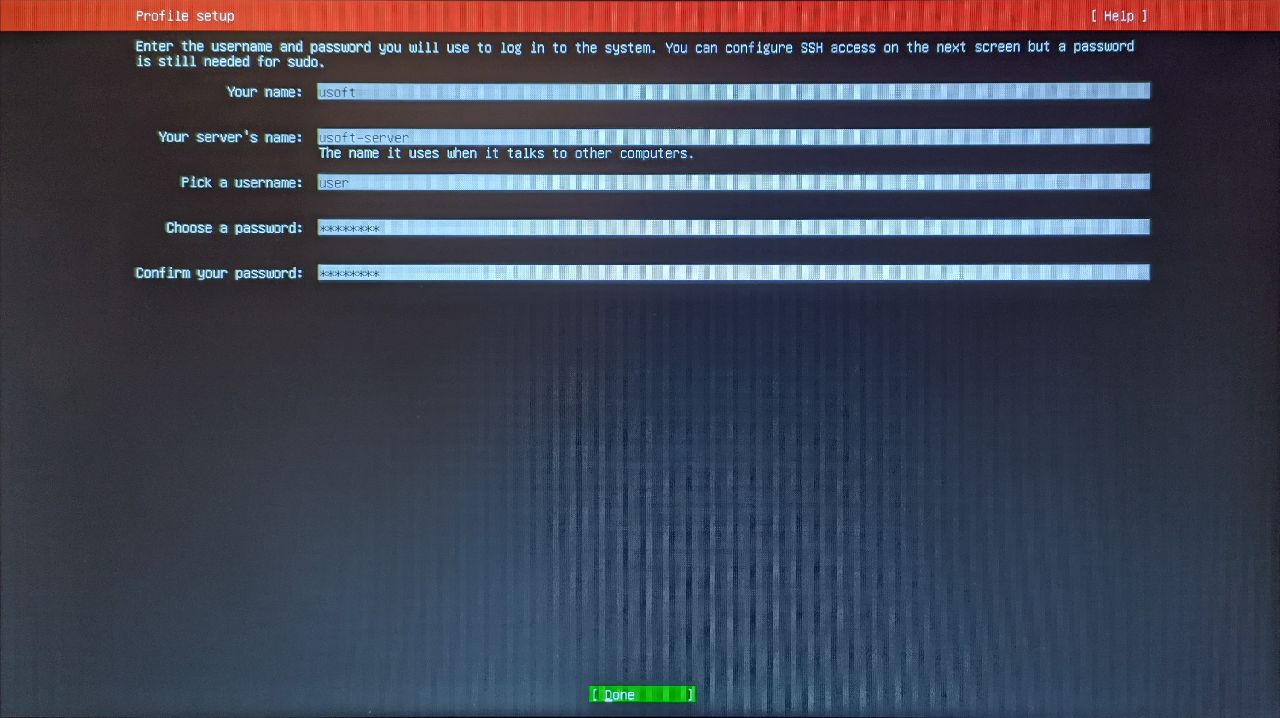 Profile setup [ Help ]
Enter the username and password you will use to log in to the system. You can configure SSH access on the next screen but a password
is still needed for sudo.
Your name: usoft
Your server's name: usoft-server
The name it uses when it talks to other computers.
Pick a username: user
Choose a password: ********
Confirm your password: ********
[ Done ]